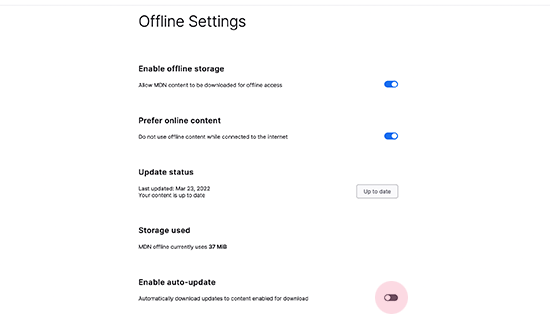 Offline Settings
Enable offline storage
Allow MDN content to be downloaded for offline access
Prefer online content
Do not use offline content while connected to the internet
Update status
Last updated: Mar 23, 2022
Your content is up to date
Up to date
Storage used
MDN offline currently uses 37 MiB
Enable auto-update
Automatically download updates to content enabled for download